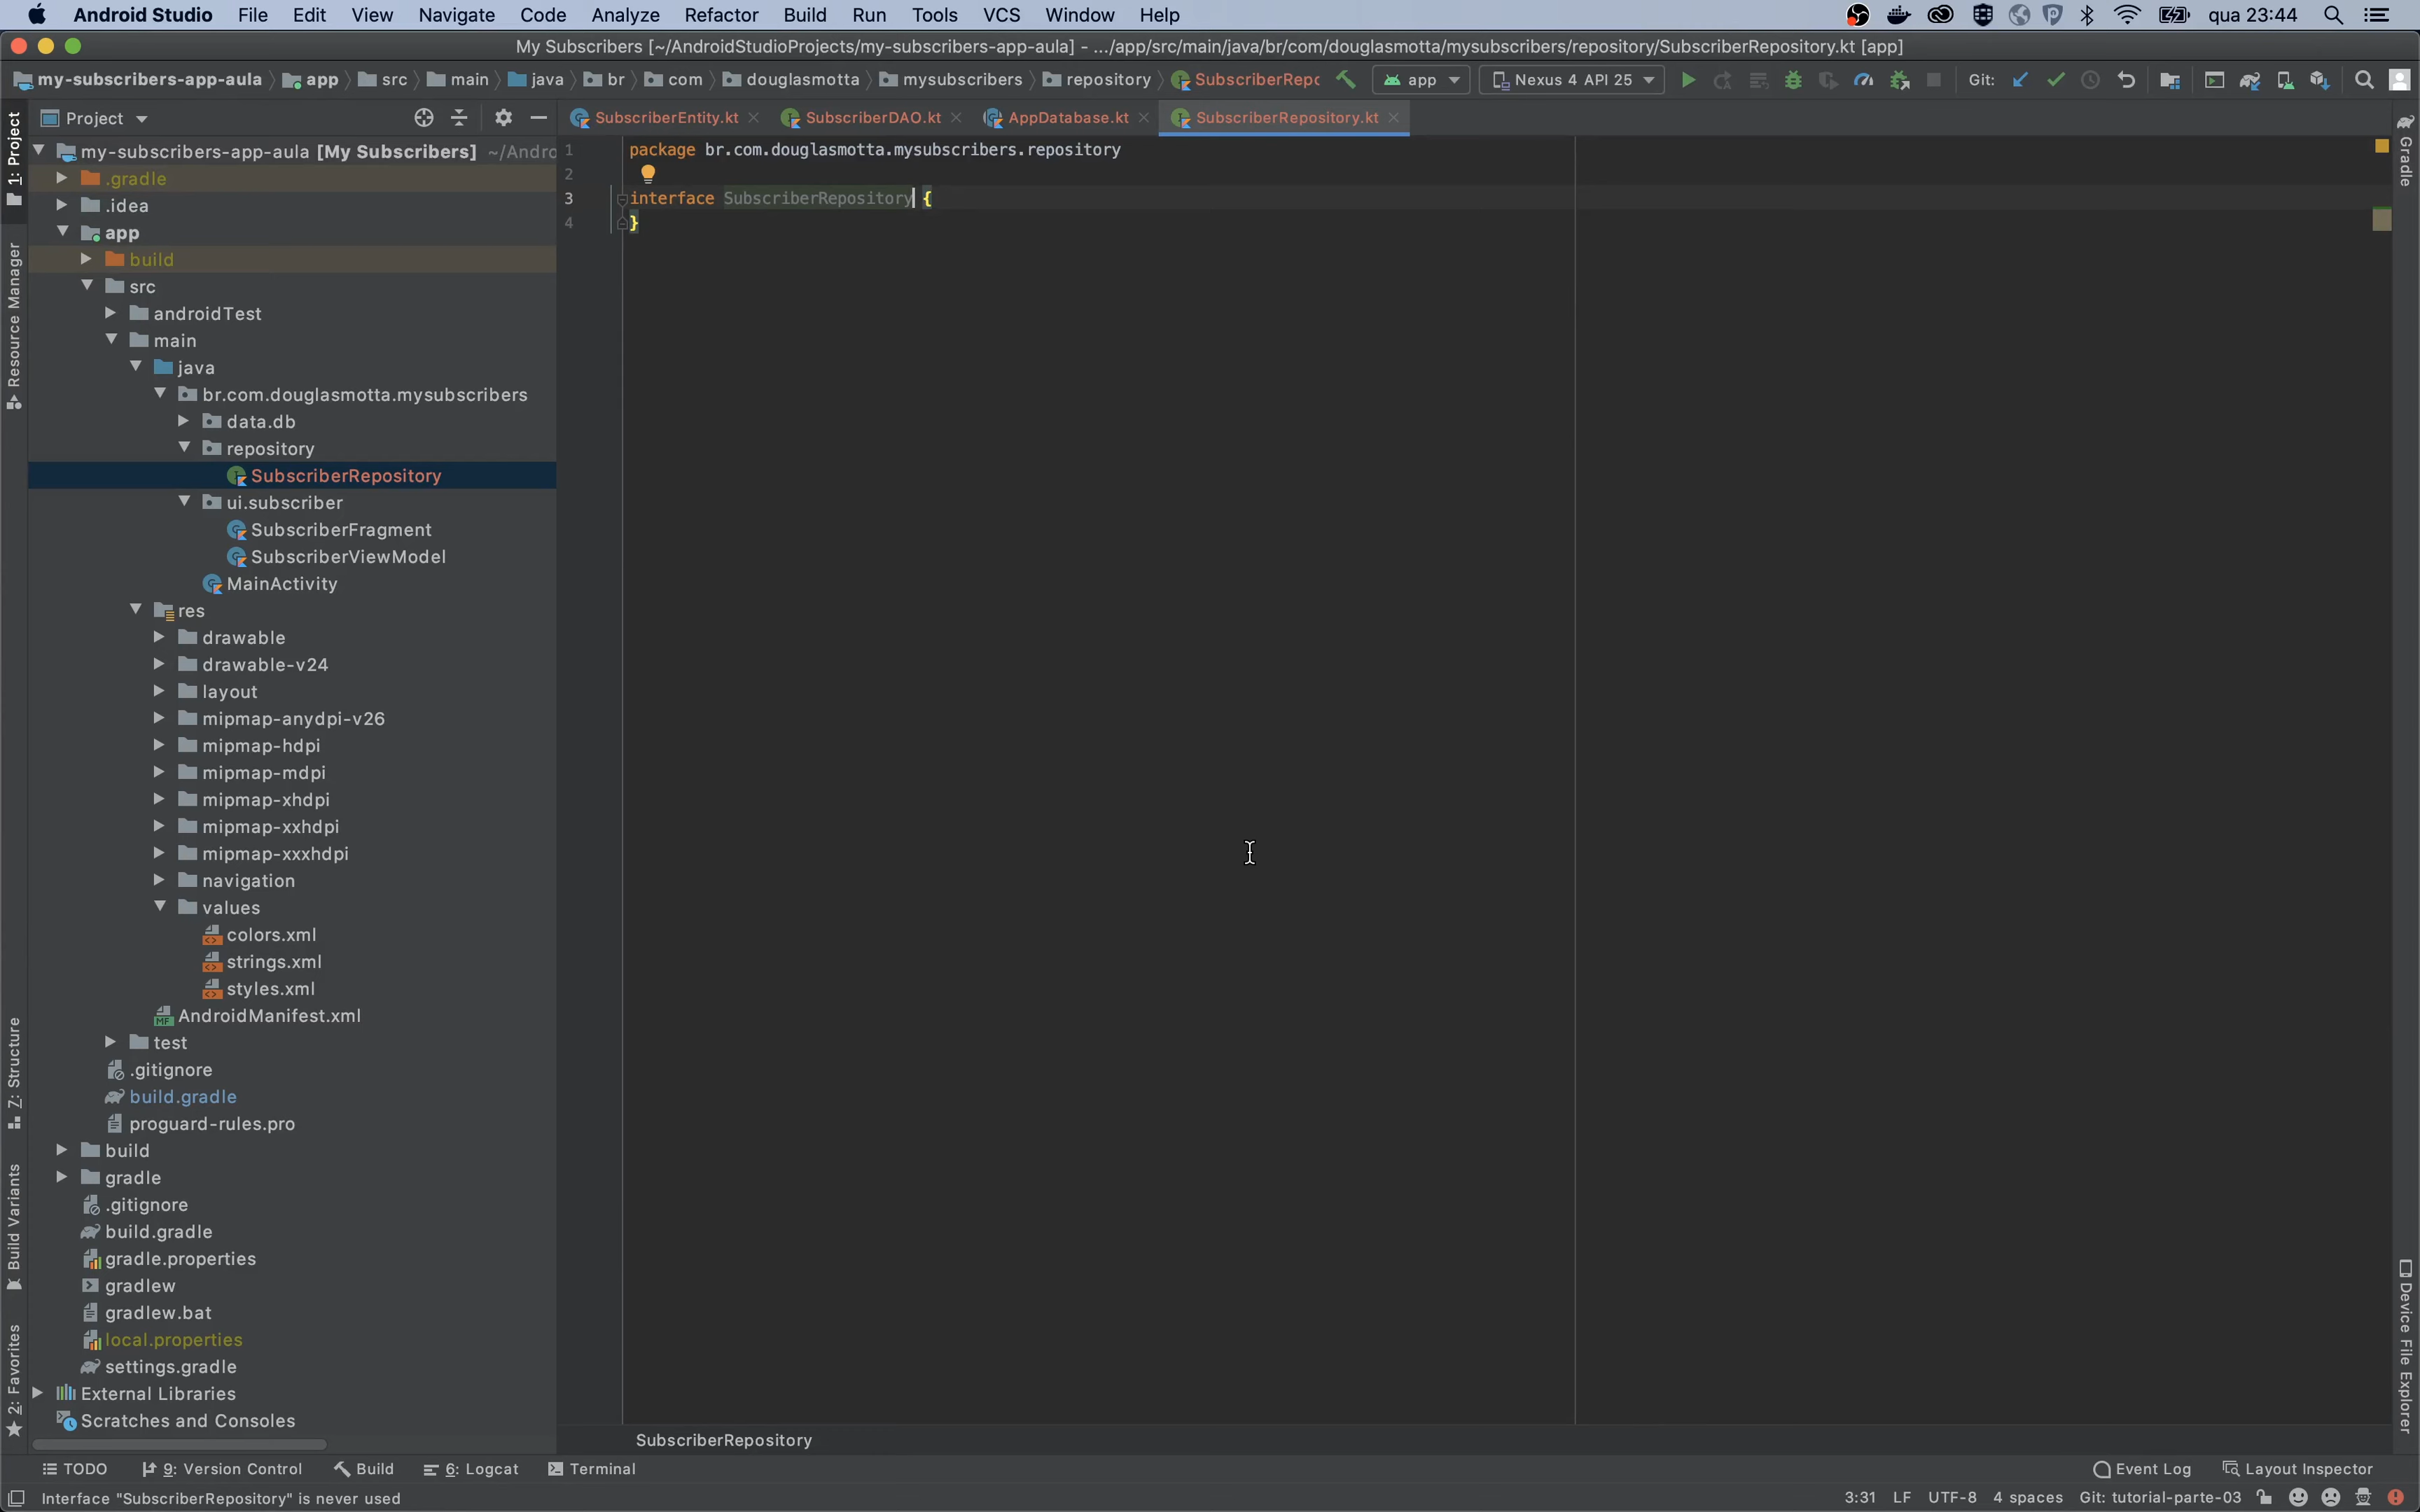 Android Studio File Edit View Navigate Code Analyze Refactor Build Run Tools VCS Window Help qua 23:44
My Subscribers [~/AndroidStudioProjects/my-subscribers-app-aula] - .../app/src/main/java/br/com/douglasmotta/mysubscribers/repository/SubscriberRepository.kt [app]
my-subscribers-app-aula app src main java br com douglasmotta mysubscribers repository SubscriberRepo app Nexus 4 API 25 Git:
Project SubscriberEntity.kt SubscriberDAO.kt AppDatabase.kt SubscriberRepository.kt
1: Project
Resource Manager
Z: Structure
Build Variants
2: Favorites
my-subscribers-app-aula [My Subscribers] ~/Andro
.gradle
.idea
app
build
src
androidTest
main
java
br.com.douglasmotta.mysubscribers
data.db
repository
SubscriberRepository
ui.subscriber
SubscriberFragment
SubscriberViewModel
MainActivity
res
drawable
drawable-v24
layout
mipmap-anydpi-v26
mipmap-hdpi
mipmap-mdpi
mipmap-xhdpi
mipmap-xxhdpi
mipmap-xxxhdpi
navigation
values
colors.xml
strings.xml
styles.xml
AndroidManifest.xml
test
.gitignore
build.gradle
proguard-rules.pro
build
gradle
.gitignore
build.gradle
gradle.properties
gradlew
gradlew.bat
local.properties
settings.gradle
External Libraries
Scratches and Consoles
1 package br.com.douglasmotta.mysubscribers.repository
2
3 interface SubscriberRepository {
4 }
Gradle
Device File Explorer
SubscriberRepository
TODO 9: Version Control Build 6: Logcat Terminal Event Log Layout Inspector
Interface "SubscriberRepository" is never used 3:31 LF UTF-8 4 spaces Git: tutorial-parte-03